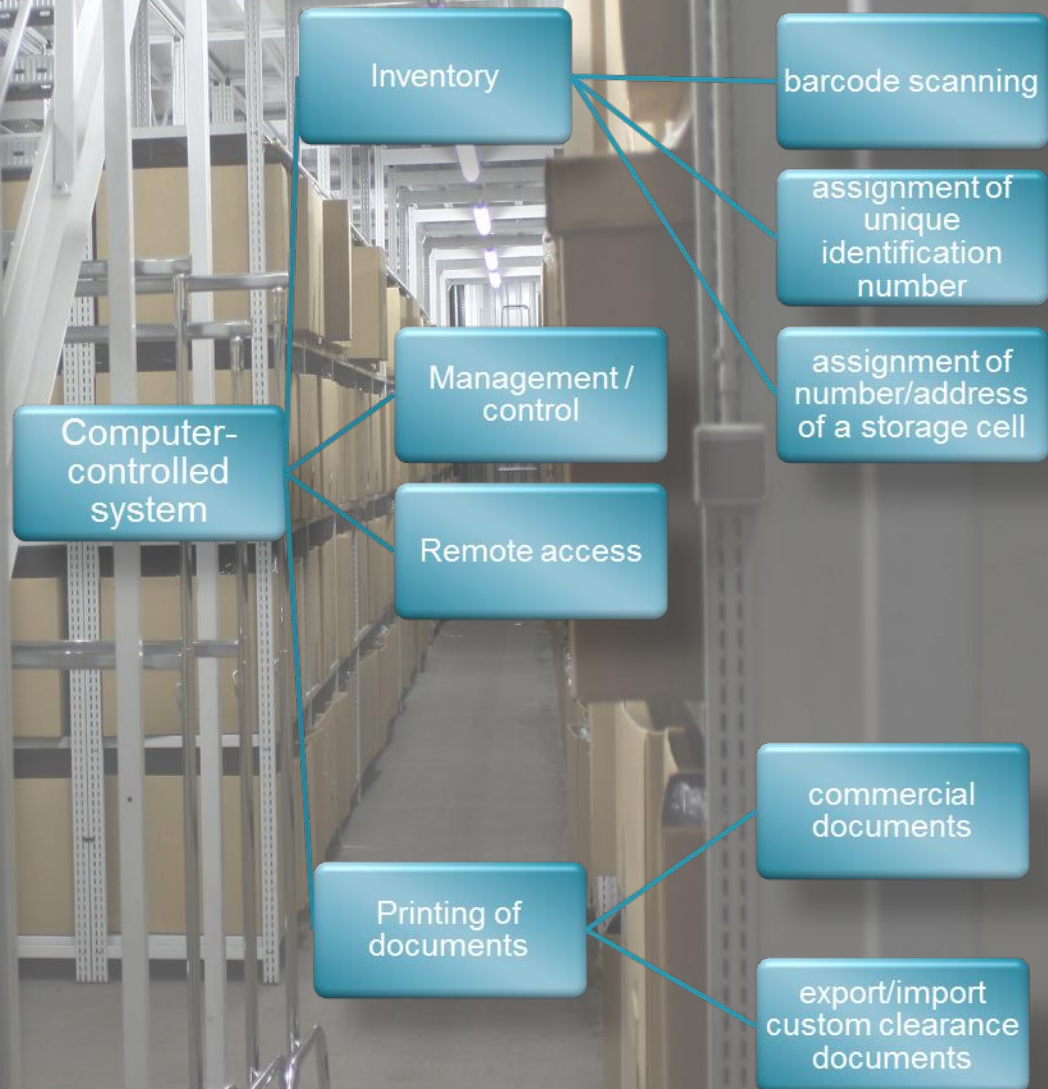 Inventory
barcode scanning
assignment of
unique
identification
number
Management /
control
assignment of
number/address
of a storage cell
Computer-
controlled
system
Remote access
commercial
documents
Printing of
documents
export/import
custom clearance
documents